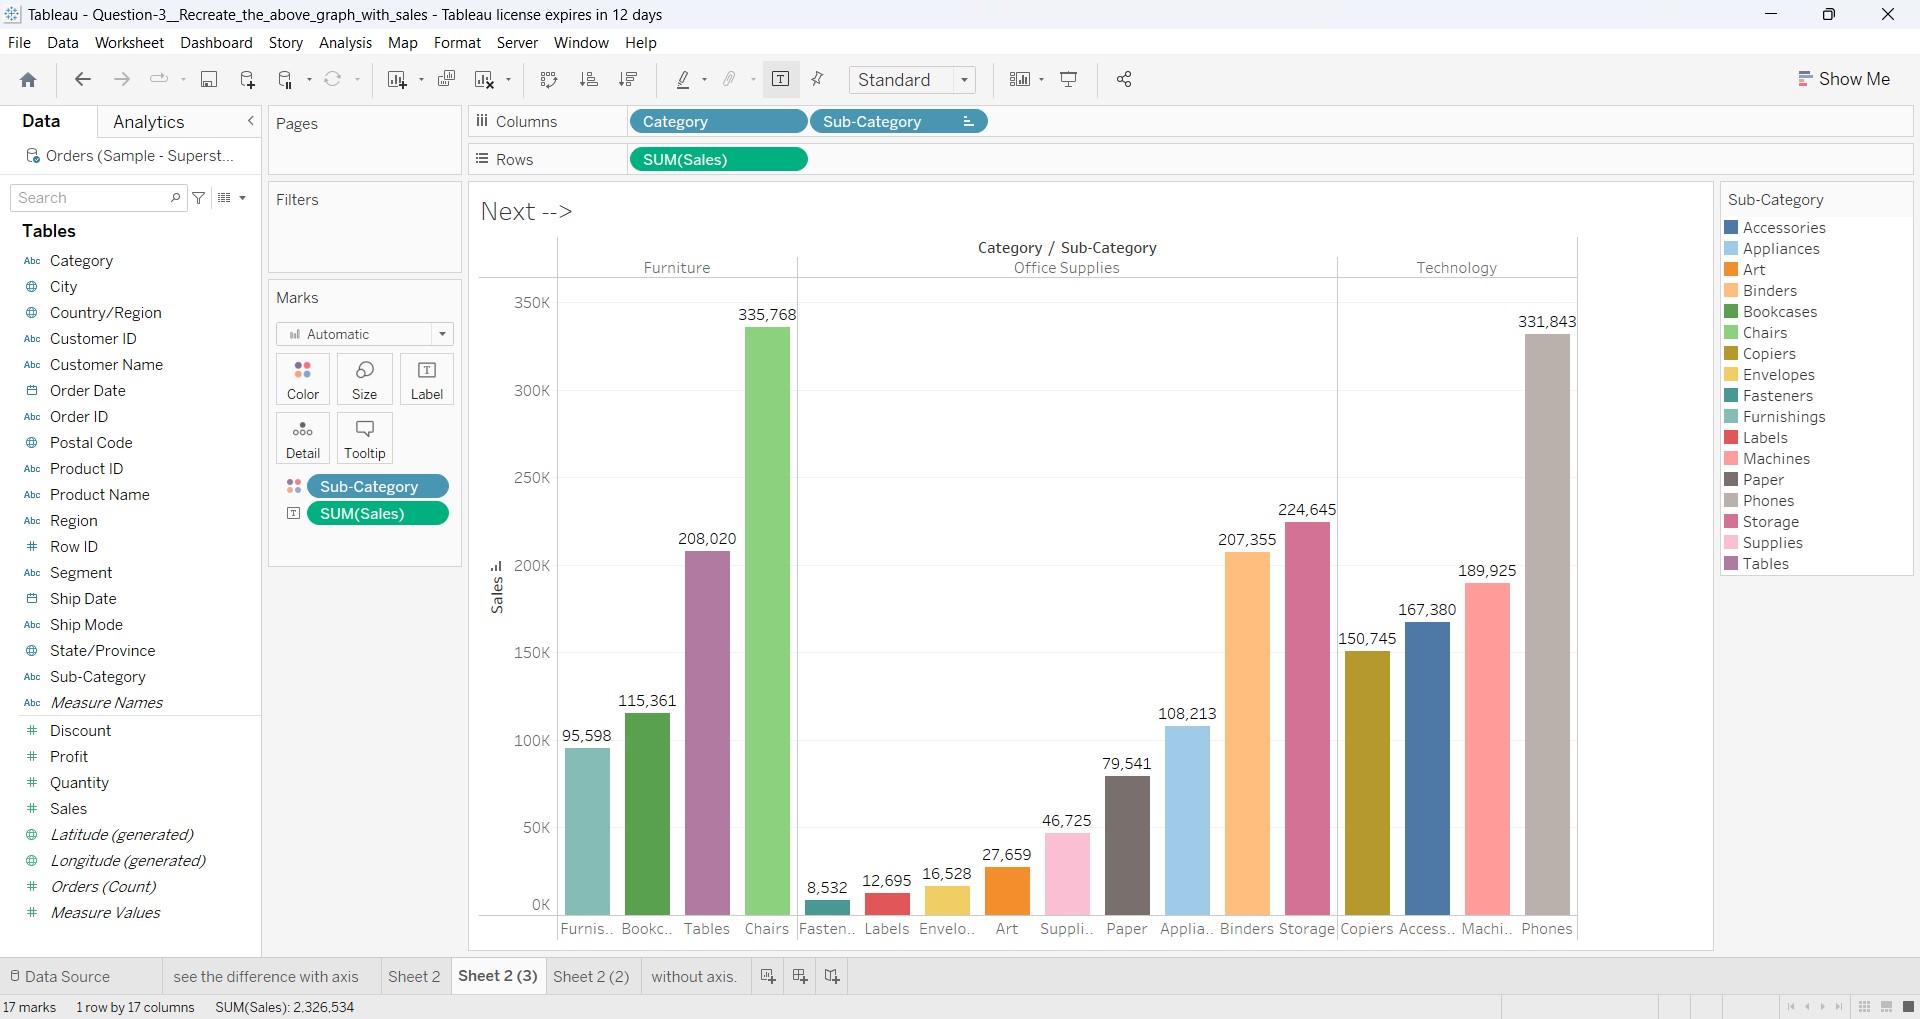 Tableau - Question-3__Recreate_the_above_graph_with_sales - Tableau license expires in 12 days
File Data Worksheet Dashboard Story Analysis Map Format Server Window Help
Standard
Show Me
Data Analytics
Orders (Sample - Superst...
Search
Tables
Abc Category
City
Country/Region
Abc Customer ID
Abc Customer Name
Order Date
Abc Order ID
Postal Code
Abc Product ID
Abc Product Name
Abc Region
# Row ID
Abc Segment
Ship Date
Abc Ship Mode
State/Province
Abc Sub-Category
Abc Measure Names
# Discount
# Profit
# Quantity
# Sales
Latitude (generated)
Longitude (generated)
# Orders (Count)
# Measure Values
Pages
Filters
Marks
Automatic
Color Size Label
Detail Tooltip
Sub-Category
SUM(Sales)
Columns Category Sub-Category
Rows SUM(Sales)
Next -->
Category / Sub-Category
Furniture Office Supplies Technology
Sales
350K
300K
250K
200K
150K
100K
50K
0K
95,598
115,361
208,020
335,768
8,532
12,695
16,528
27,659
46,725
79,541
108,213
207,355
224,645
150,745
167,380
189,925
331,843
Furnis.. Bookc.. Tables Chairs Fasten.. Labels Envelo.. Art Suppli.. Paper Applia.. Binders Storage Copiers Access.. Machi.. Phones
Sub-Category
Accessories
Appliances
Art
Binders
Bookcases
Chairs
Copiers
Envelopes
Fasteners
Furnishings
Labels
Machines
Paper
Phones
Storage
Supplies
Tables
Data Source see the difference with axis Sheet 2 Sheet 2 (3) Sheet 2 (2) without axis.
17 marks 1 row by 17 columns SUM(Sales): 2,326,534